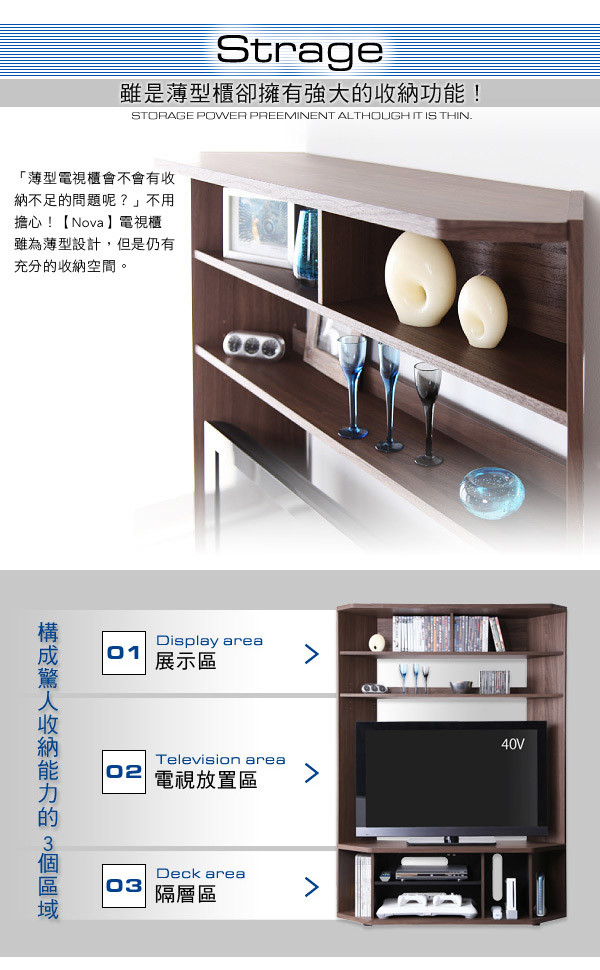 Strage
雖是薄型櫃卻擁有強大的收納功能！
STORAGE POWER PREEMINENT ALTHOUGH IT IS THIN.
「薄型電視櫃會不會有收
納不足的問題呢？」不用
擔心！【Nova】電視櫃
雖為薄型設計，但是仍有
充分的收納空間。
構成驚人收納能力的3個區域
01
Display area
展示區
02
Television area
電視放置區
40V
03
Deck area
隔層區